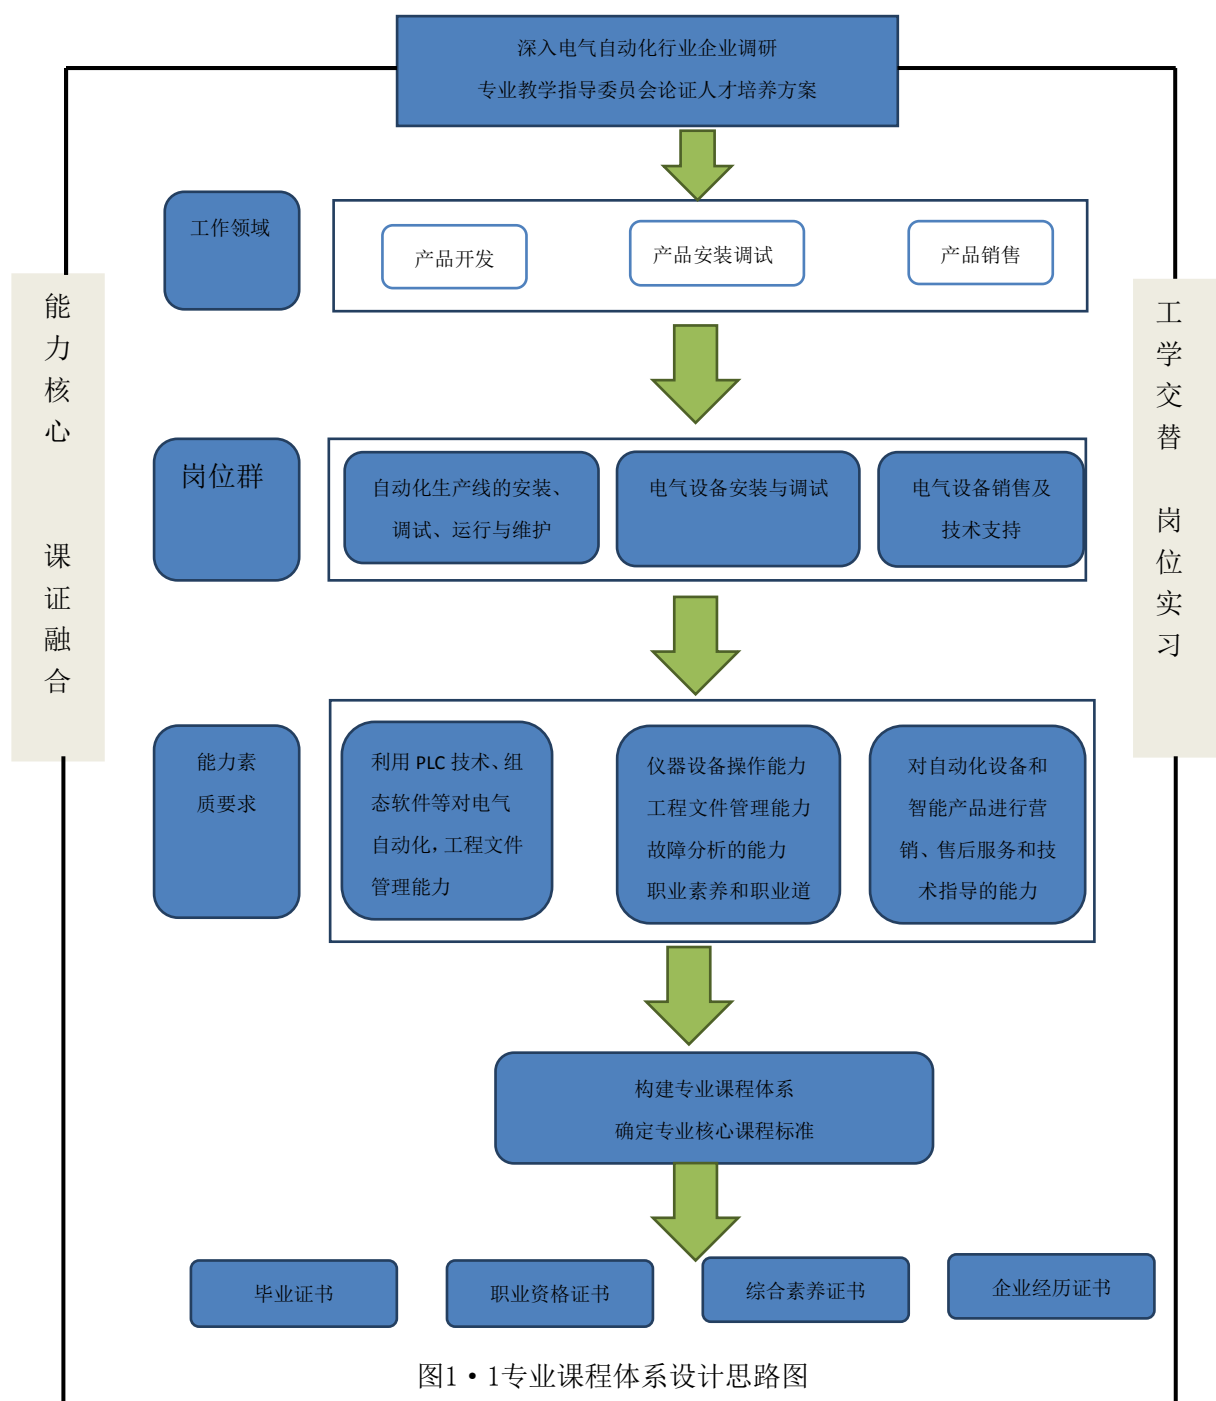 深入电气自动化行业企业调研
专业教学指导委员会论证人才培养方案
工作领域
产品开发
产品安装调试
产品销售
能力核心
课证融合
工学交替
岗位实习
岗位群
自动化生产线的安装、
调试、运行与维护
电气设备安装与调试
电气设备销售及
技术支持
能力素
质要求
利用 PLC 技术、组
态软件等对电气
自动化,工程文件
管理能力
仪器设备操作能力
工程文件管理能力
故障分析的能力
职业素养和职业道
对自动化设备和
智能产品进行营
销、售后服务和技
术指导的能力
构建专业课程体系
确定专业核心课程标准
毕业证书
职业资格证书
综合素养证书
企业经历证书
图1·1专业课程体系设计思路图